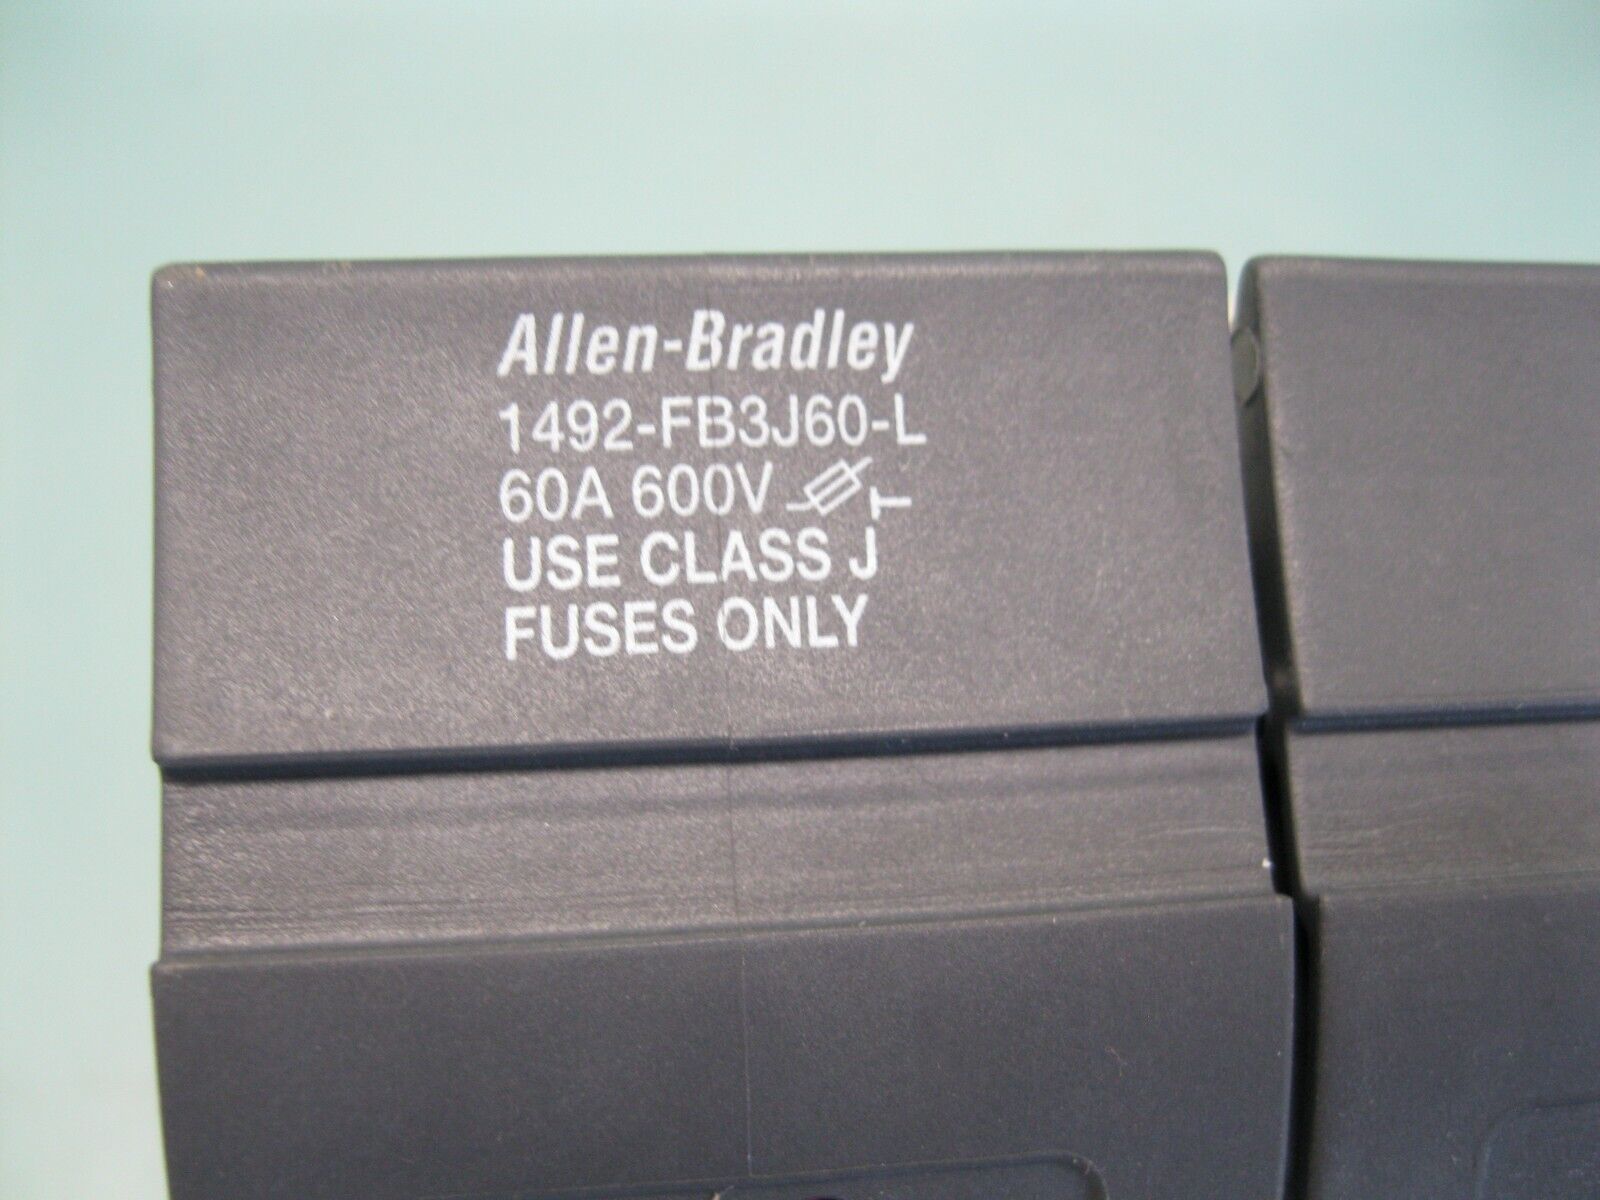 Allen-Bradley
1492-FB3J60-L
60A 600V
USE CLASS J
FUSES ONLY